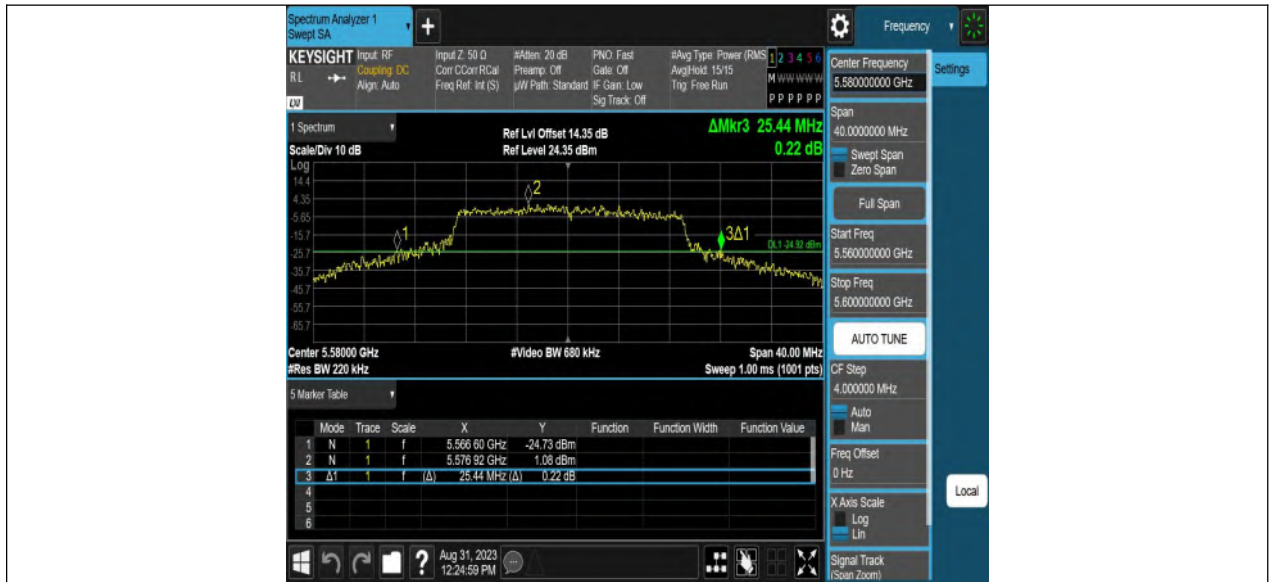 Spectrum Analyzer 1
Swept SA
+
Frequency
KEYSIGHT
RL
LXI
Input: RF
Coupling: DC
Align: Auto
Input Z: 50 Ω
Corr CCorr RCal
Freq Ref: Int (S)
#Atten: 20 dB
Preamp: Off
µW Path: Standard
PNO: Fast
Gate: Off
IF Gain: Low
Sig Track: Off
#Avg Type: Power (RMS
Avg|Hold: 15/15
Trig: Free Run
1 2 3 4 5 6
M W W W W W
P P P P P P
1 Spectrum
Scale/Div 10 dB
Ref Lvl Offset 14.35 dB
Ref Level 24.35 dBm
ΔMkr3 25.44 MHz
0.22 dB
Log
14.4
4.35
-5.65
-15.7
-25.7
-35.7
-45.7
-55.7
-65.7
1
2
3Δ1
DL1 -24.92 dBm
Center 5.58000 GHz
#Video BW 680 kHz
Span 40.00 MHz
#Res BW 220 kHz
Sweep 1.00 ms (1001 pts)
5 Marker Table
Mode Trace Scale X Y Function Function Width Function Value
1 N 1 f 5.566 60 GHz -24.73 dBm
2 N 1 f 5.576 92 GHz 1.08 dBm
3 Δ1 1 f (Δ) 25.44 MHz (Δ) 0.22 dB
4
5
6
?
Aug 31, 2023
12:24:59 PM
Center Frequency
5.580000000 GHz
Settings
Span
40.0000000 MHz
Swept Span
Zero Span
Full Span
Start Freq
5.560000000 GHz
Stop Freq
5.600000000 GHz
AUTO TUNE
CF Step
4.000000 MHz
Auto
Man
Freq Offset
0 Hz
X Axis Scale
Log
Lin
Local
Signal Track
(Span Zoom)